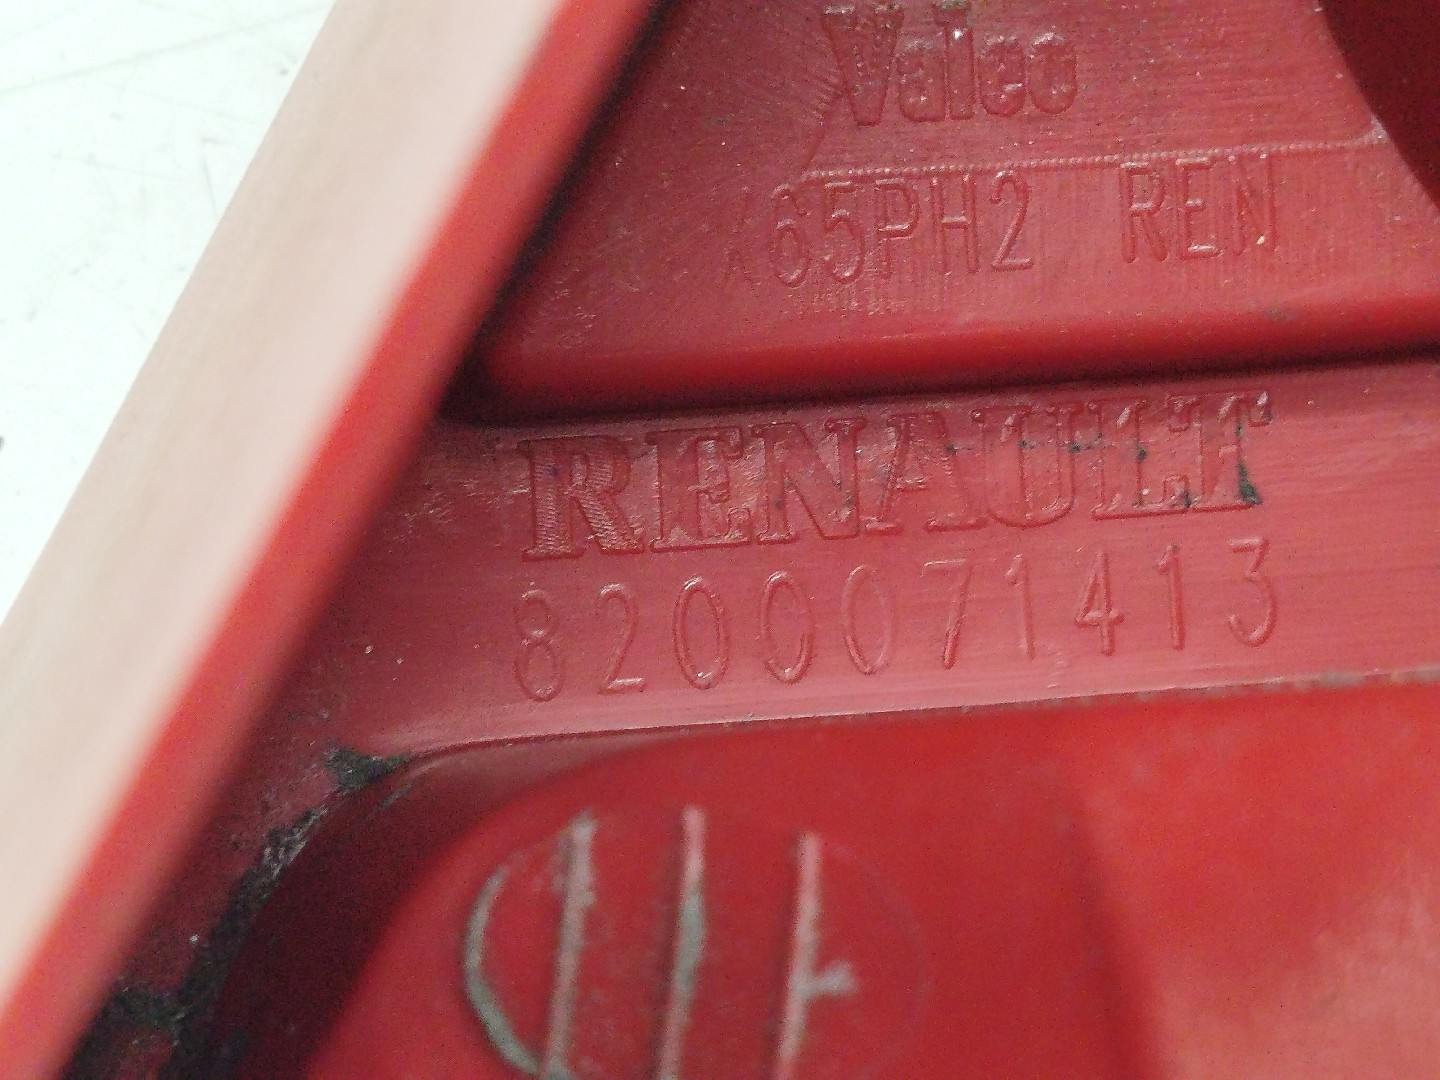 Valeo
X65PH2 REN
RENAULT
8200071413